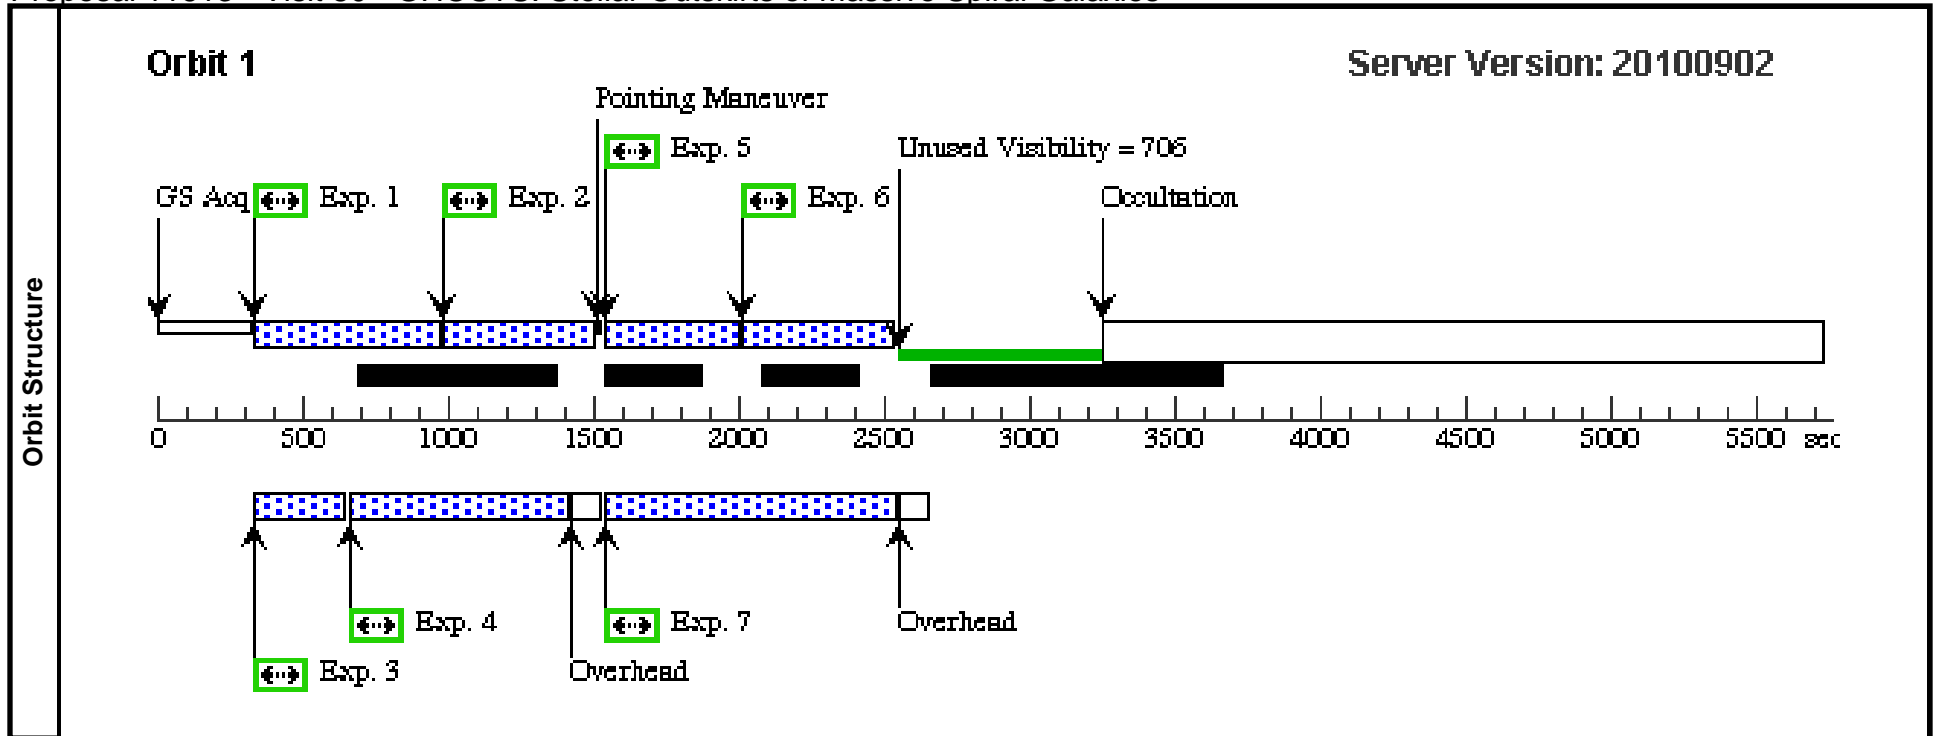 Orbit 1
Server Version: 20100902
Pointing Maneuver
Exp. 5
Unused Visibility = 706
GS Acq
Exp. 1
Exp. 2
Exp. 6
Occultation
Orbit Structure
0 500 1000 1500 2000 2500 3000 3500 4000 4500 5000 5500 sec
Exp. 4
Exp. 7
Overhead
Exp. 3
Overhead